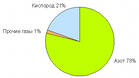 Кислород 21%
Прочие газы 1%
Азот 78%